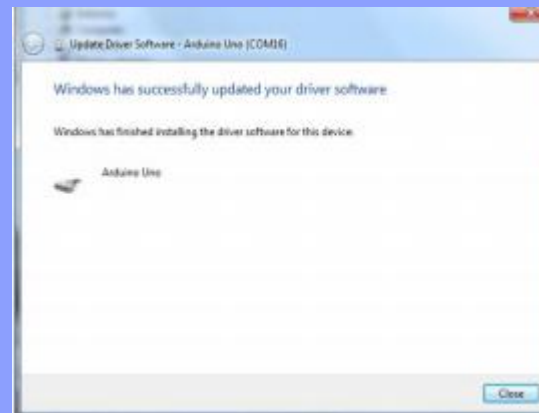 Update Driver Software - Arduino Uno (COM16)
Windows has successfully updated your driver software
Windows has finished installing the driver software for this device:
Arduino Uno
Close